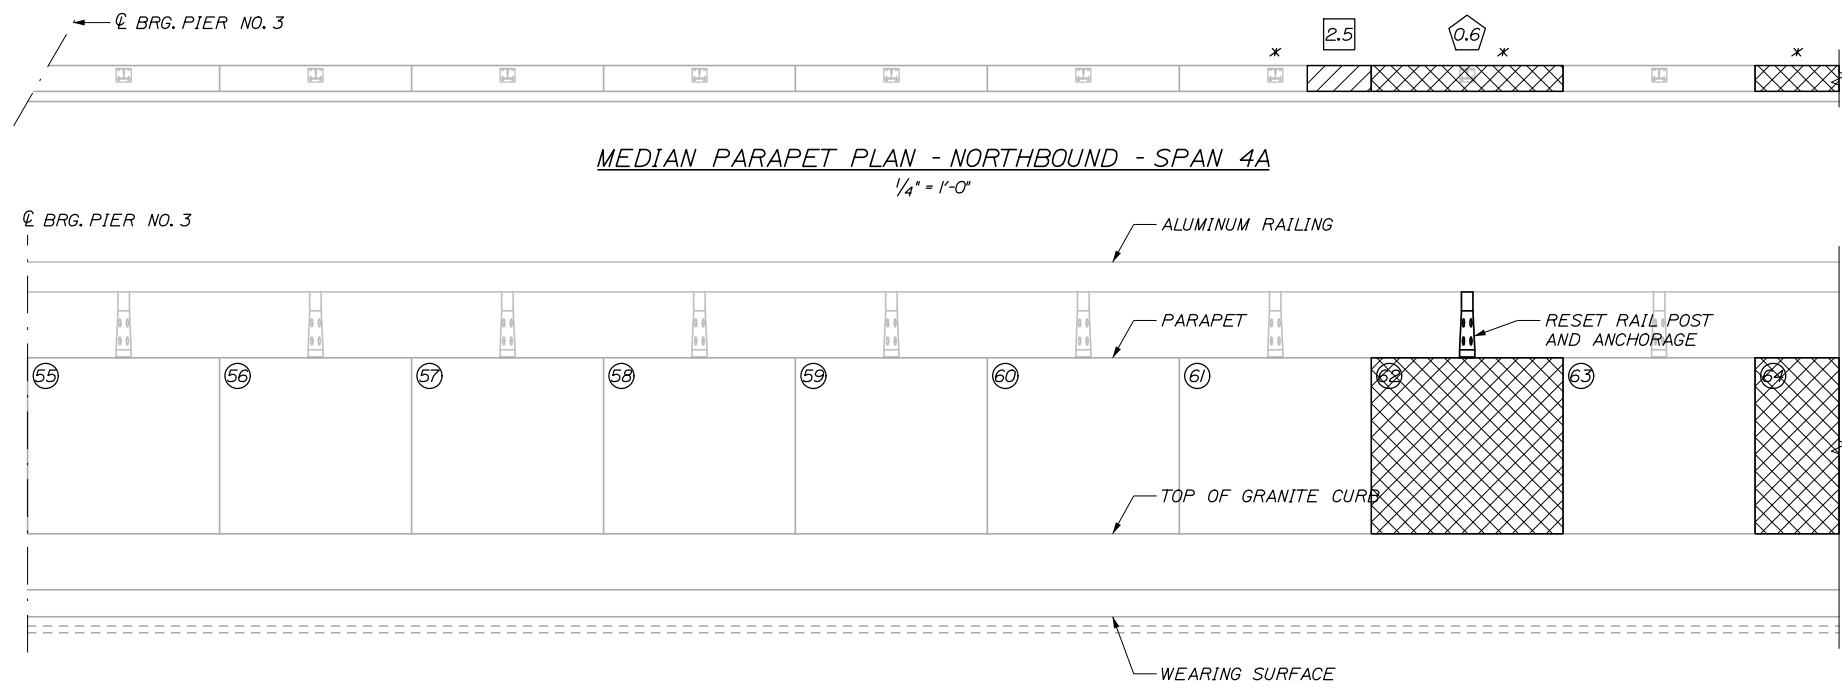 ℄ BRG. PIER NO. 3
2.5
0.6
* * *
MEDIAN PARAPET PLAN - NORTHBOUND - SPAN 4A
1/4" = 1'-0"
℄ BRG. PIER NO. 3
ALUMINUM RAILING
PARAPET
RESET RAIL POST
AND ANCHORAGE
55 56 57 58 59 60 61 62 63 64
TOP OF GRANITE CURB
WEARING SURFACE